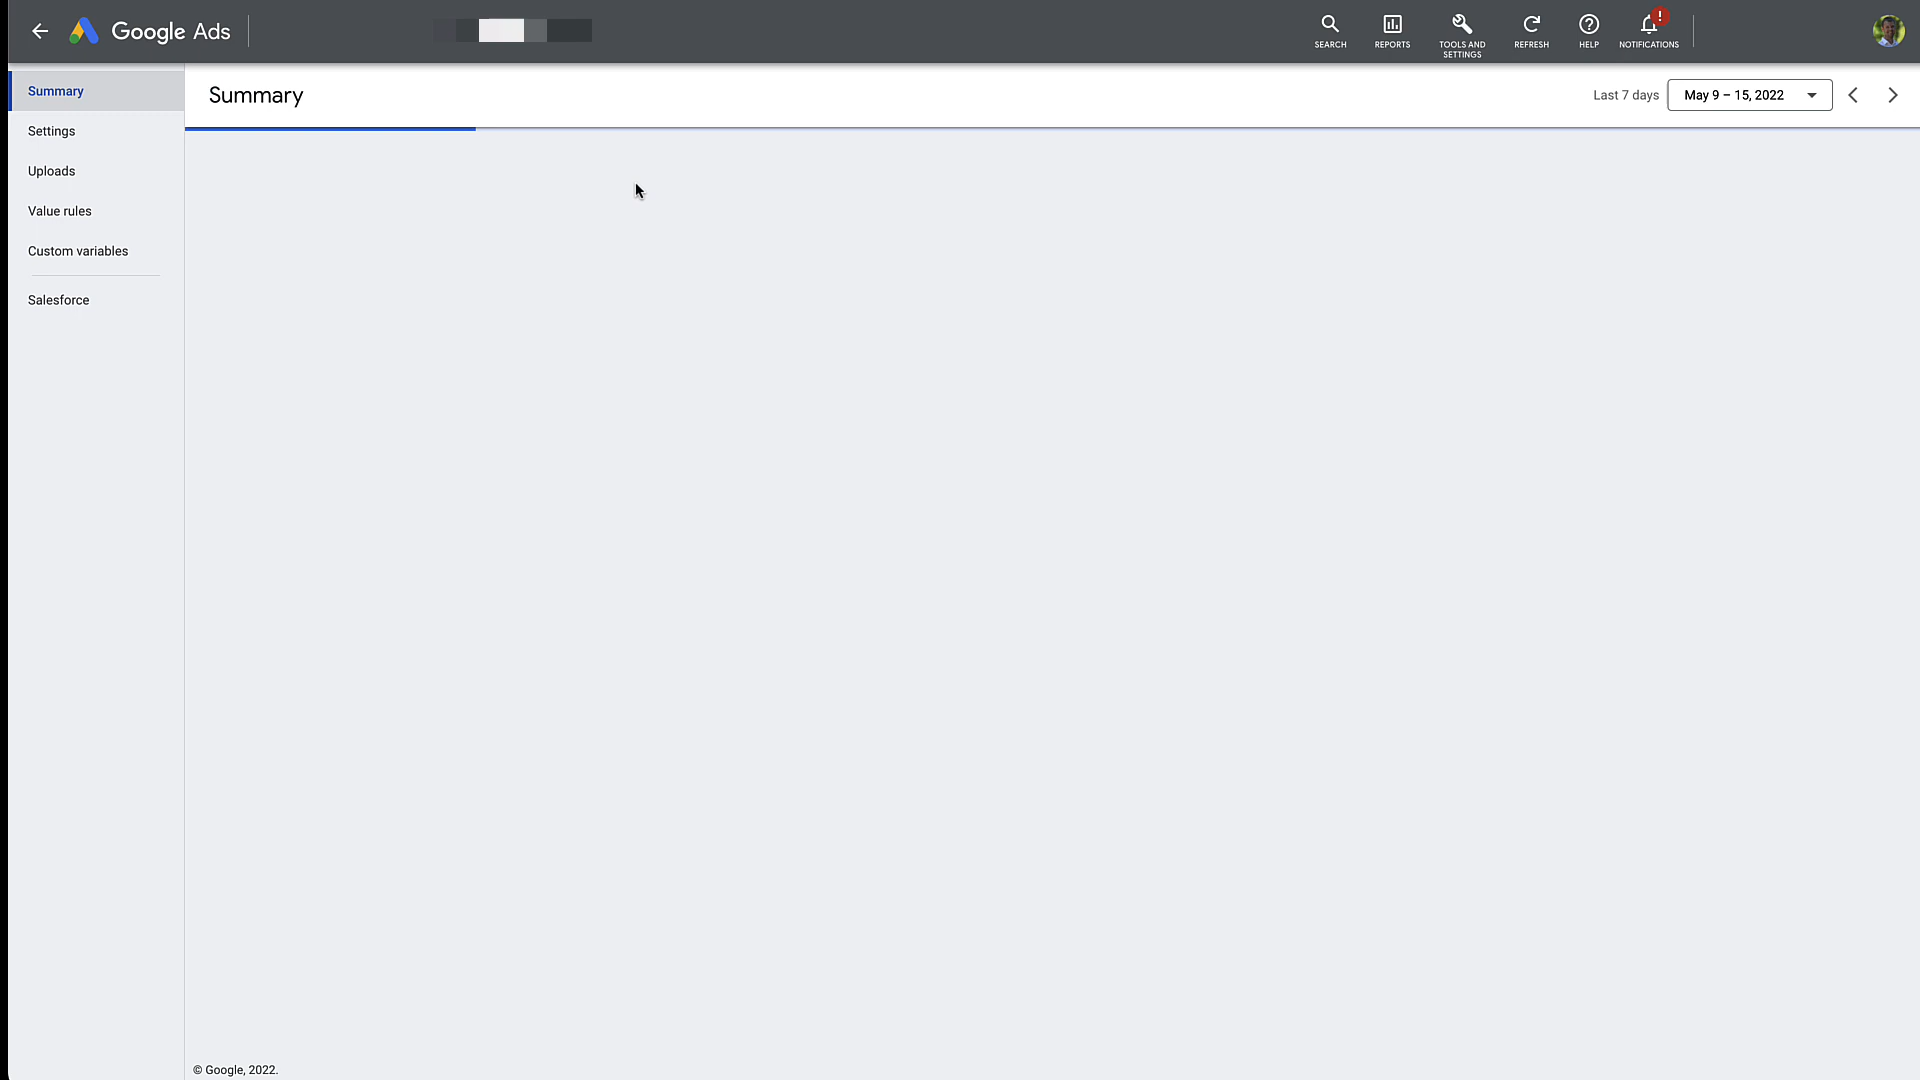 Google Ads
SEARCH
REPORTS
TOOLS AND
SETTINGS
REFRESH
HELP
!
NOTIFICATIONS
Summary
Settings
Uploads
Value rules
Custom variables
Salesforce
Summary
Last 7 days
May 9 – 15, 2022
© Google, 2022.